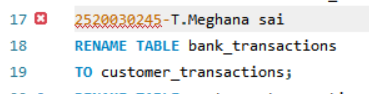 17 2520030245-T.Meghana sai
18 RENAME TABLE bank_transactions
19 TO customer_transactions;